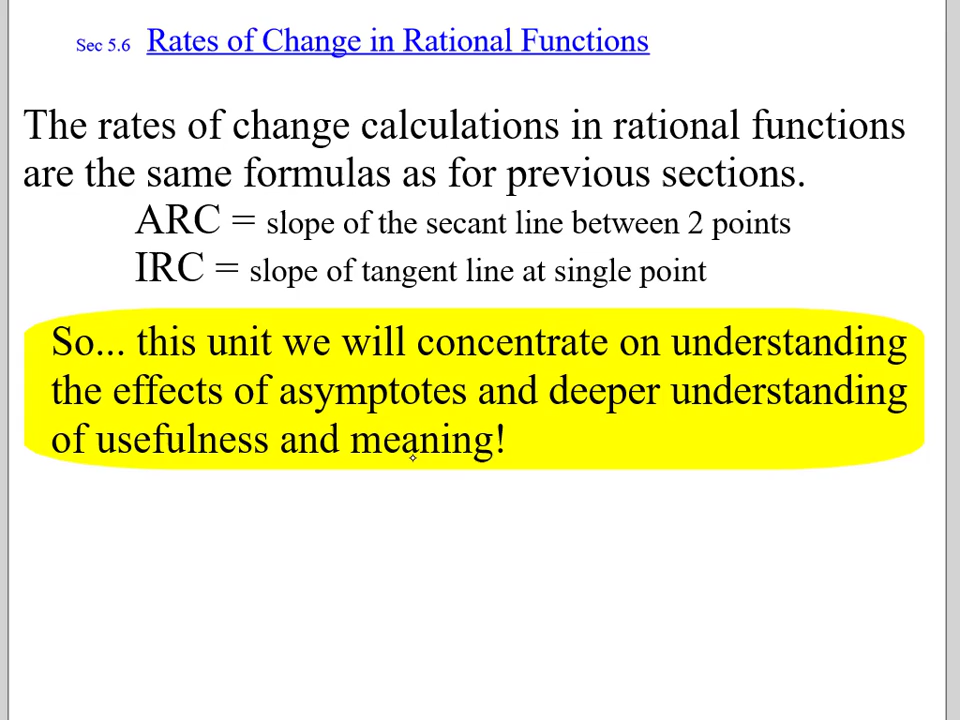 Sec 5.6 Rates of Change in Rational Functions
The rates of change calculations in rational functions
are the same formulas as for previous sections.
ARC = slope of the secant line between 2 points
IRC = slope of tangent line at single point
So... this unit we will concentrate on understanding
the effects of asymptotes and deeper understanding
of usefulness and meaning!